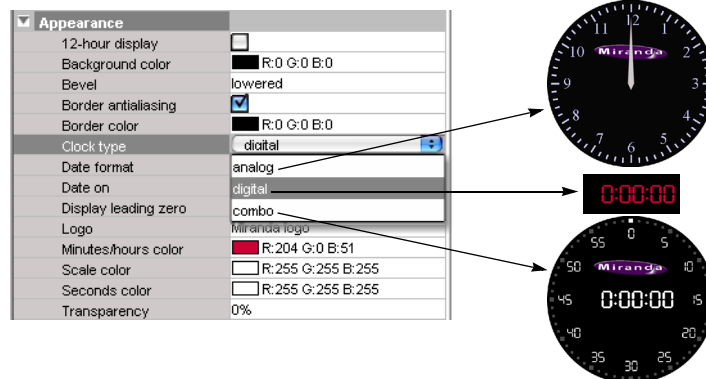 Appearance
12-hour display
Background color R:0 G:0 B:0
Bevel lowered
Border antialiasing
Border color R:0 G:0 B:0
Clock type digital
Date format analog
Date on digital
Display leading zero combo
Logo Miranda logo
Minutes/hours color R:204 G:0 B:51
Scale color R:255 G:255 B:255
Seconds color R:255 G:255 B:255
Transparency 0%
11 12 1
10 Miranda 2
9 3
8 4
7 6 5
0:00:00
55 0 5
50 Miranda 10
45 0:00:00 15
40 20
35 30 25